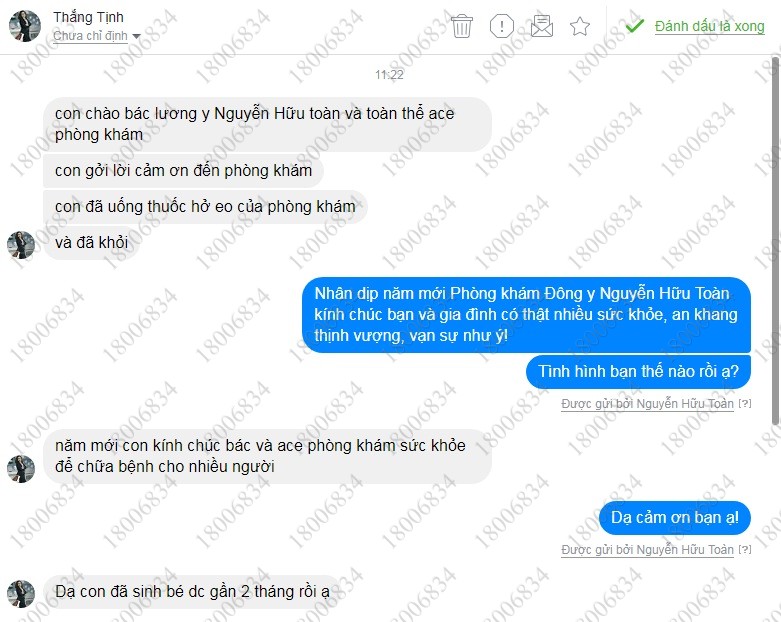 Thắng Tịnh
Chưa chỉ định
Đánh dấu là xong
11:22
con chào bác lương y Nguyễn Hữu toàn và toàn thể ace
phòng khám
con gởi lời cảm ơn đến phòng khám
con đã uống thuốc hở eo của phòng khám
và đã khỏi
Nhân dịp năm mới Phòng khám Đông y Nguyễn Hữu Toàn
kính chúc bạn và gia đình có thật nhiều sức khỏe, an khang
thịnh vượng, vạn sự như ý!
Tình hình bạn thế nào rồi ạ?
Được gửi bởi Nguyễn Hữu Toàn [?]
năm mới con kính chúc bác và ace phòng khám sức khỏe
để chữa bệnh cho nhiều người
Dạ cảm ơn bạn ạ!
Được gửi bởi Nguyễn Hữu Toàn [?]
Dạ con đã sinh bé dc gần 2 tháng rồi ạ
18006834